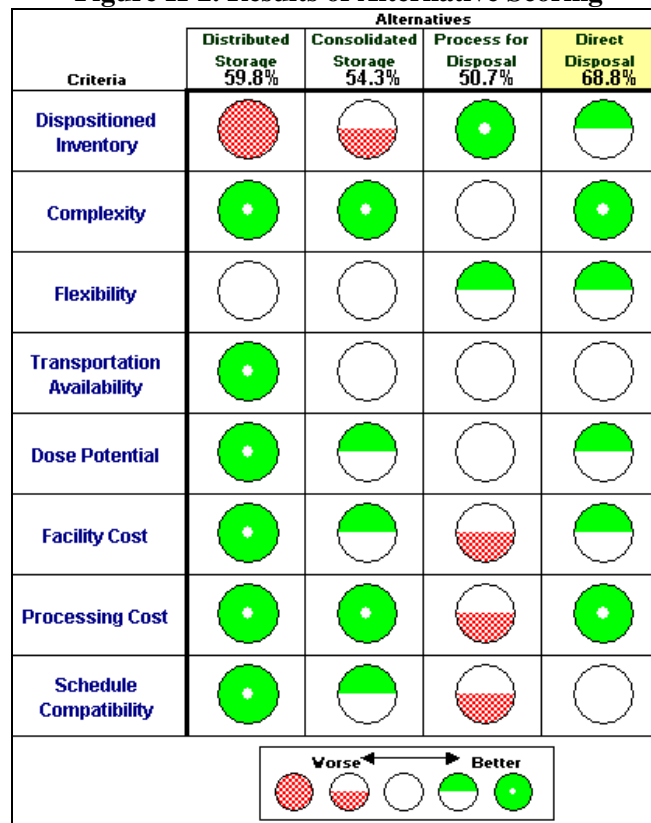 Alternatives
Distributed Consolidated Process for Direct
Storage Storage Disposal Disposal
Criteria 59.8% 54.3% 50.7% 68.8%
Dispositioned
Inventory
Complexity
Flexibility
Transportation
Availability
Dose Potential
Facility Cost
Processing Cost
Schedule
Compatibility
Worse Better